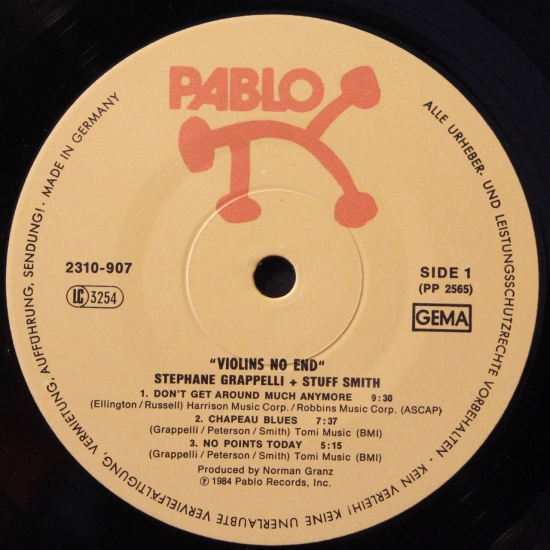 PABLO
MADE IN GERMANY
ALLE URHEBER- UND LEISTUNGSSCHUTZRECHTE VORBEHALTEN - KEIN VERLEIH! KEINE UNERLAUBTE VERVIELFÄLTIGUNG, VERMIETUNG, AUFFÜHRUNG, SENDUNG!
2310-907
LC 3254
SIDE 1
(PP 2565)
GEMA
"VIOLINS NO END"
STEPHANE GRAPPELLI + STUFF SMITH
1. DON'T GET AROUND MUCH ANYMORE 9:30
(Ellington/Russell) Harrison Music Corp./Robbins Music Corp. (ASCAP)
2. CHAPEAU BLUES 7:37
(Grappelli/Peterson/Smith) Tomi Music (BMI)
3. NO POINTS TODAY 5:15
(Grappelli/Peterson/Smith) Tomi Music (BMI)
Produced by Norman Granz
℗ 1984 Pablo Records, Inc.